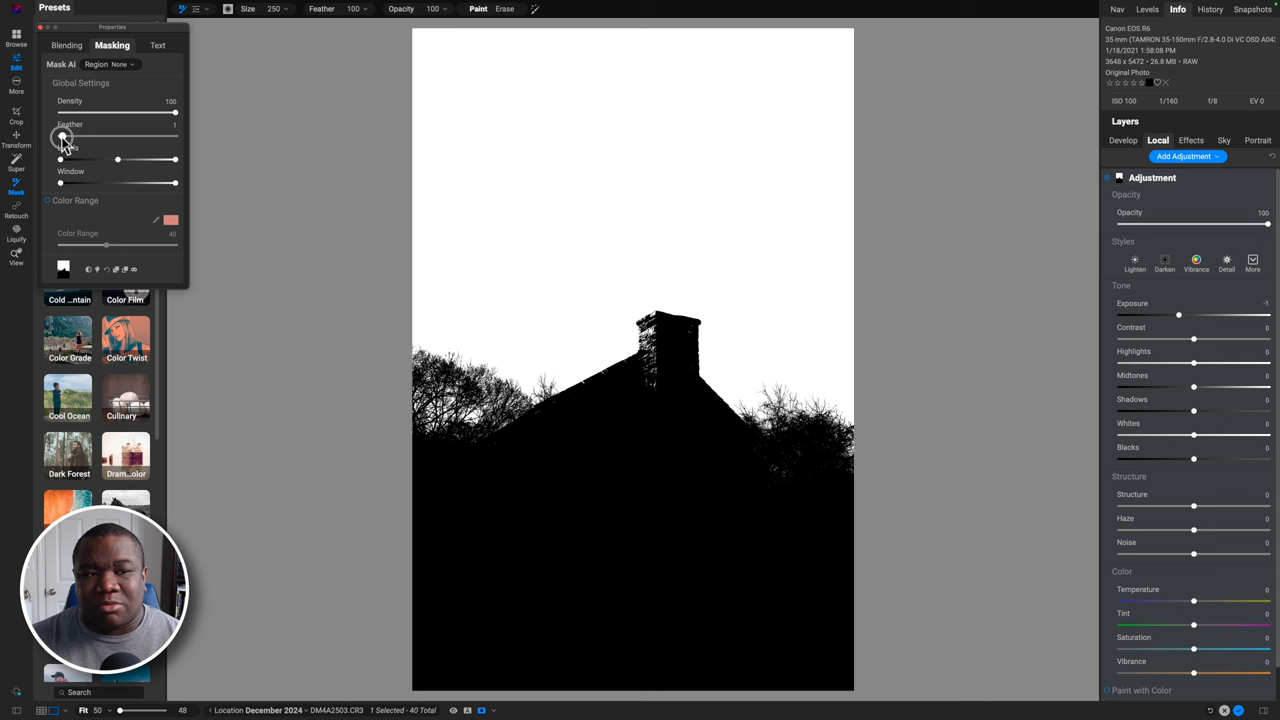 Presets
Size 250 Feather 100 Opacity 100 Paint Erase
Nav Levels Info History Snapshots
Properties
Blending Masking Text
Mask AI Region None
Global Settings
Density 100
Feather 1
Window
Color Range
Color Range 40
Browse
Edit
More
Crop
Transform
Super
Mask
Retouch
Liquify
View
Cold ...ntain Color Film
Color Grade Color Twist
Cool Ocean Culinary
Dark Forest Dram...olor
Search
Canon EOS R6
35 mm (TAMRON 35-150mm F/2.8-4.0 Di VC OSD A04
1/18/2021 1:58:08 PM
3648 x 5472 • 26.8 MB • RAW
Original Photo
ISO 100 1/160 f/8 EV 0
Layers
Develop Local Effects Sky Portrait
Add Adjustment
Adjustment
Opacity
Opacity 100
Styles
Lighten Darken Vibrance Detail More
Tone
Exposure -1
Contrast 0
Highlights 0
Midtones 0
Shadows 0
Whites 0
Blacks 0
Structure
Structure 0
Haze 0
Noise 0
Color
Temperature 0
Tint 0
Saturation 0
Vibrance 0
Paint with Color
Fit 50 48 Location December 2024 – DM4A2503.CR3 1 Selected - 40 Total